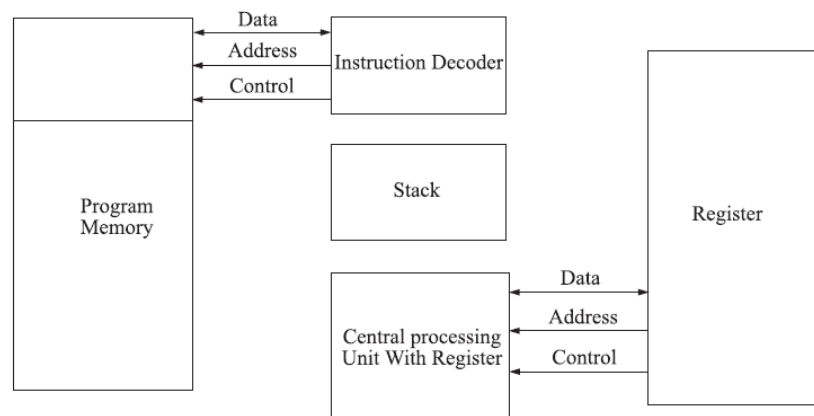 Data
Address
Control
Instruction Decoder
Program
Memory
Stack
Register
Data
Address
Control
Central processing
Unit With Register